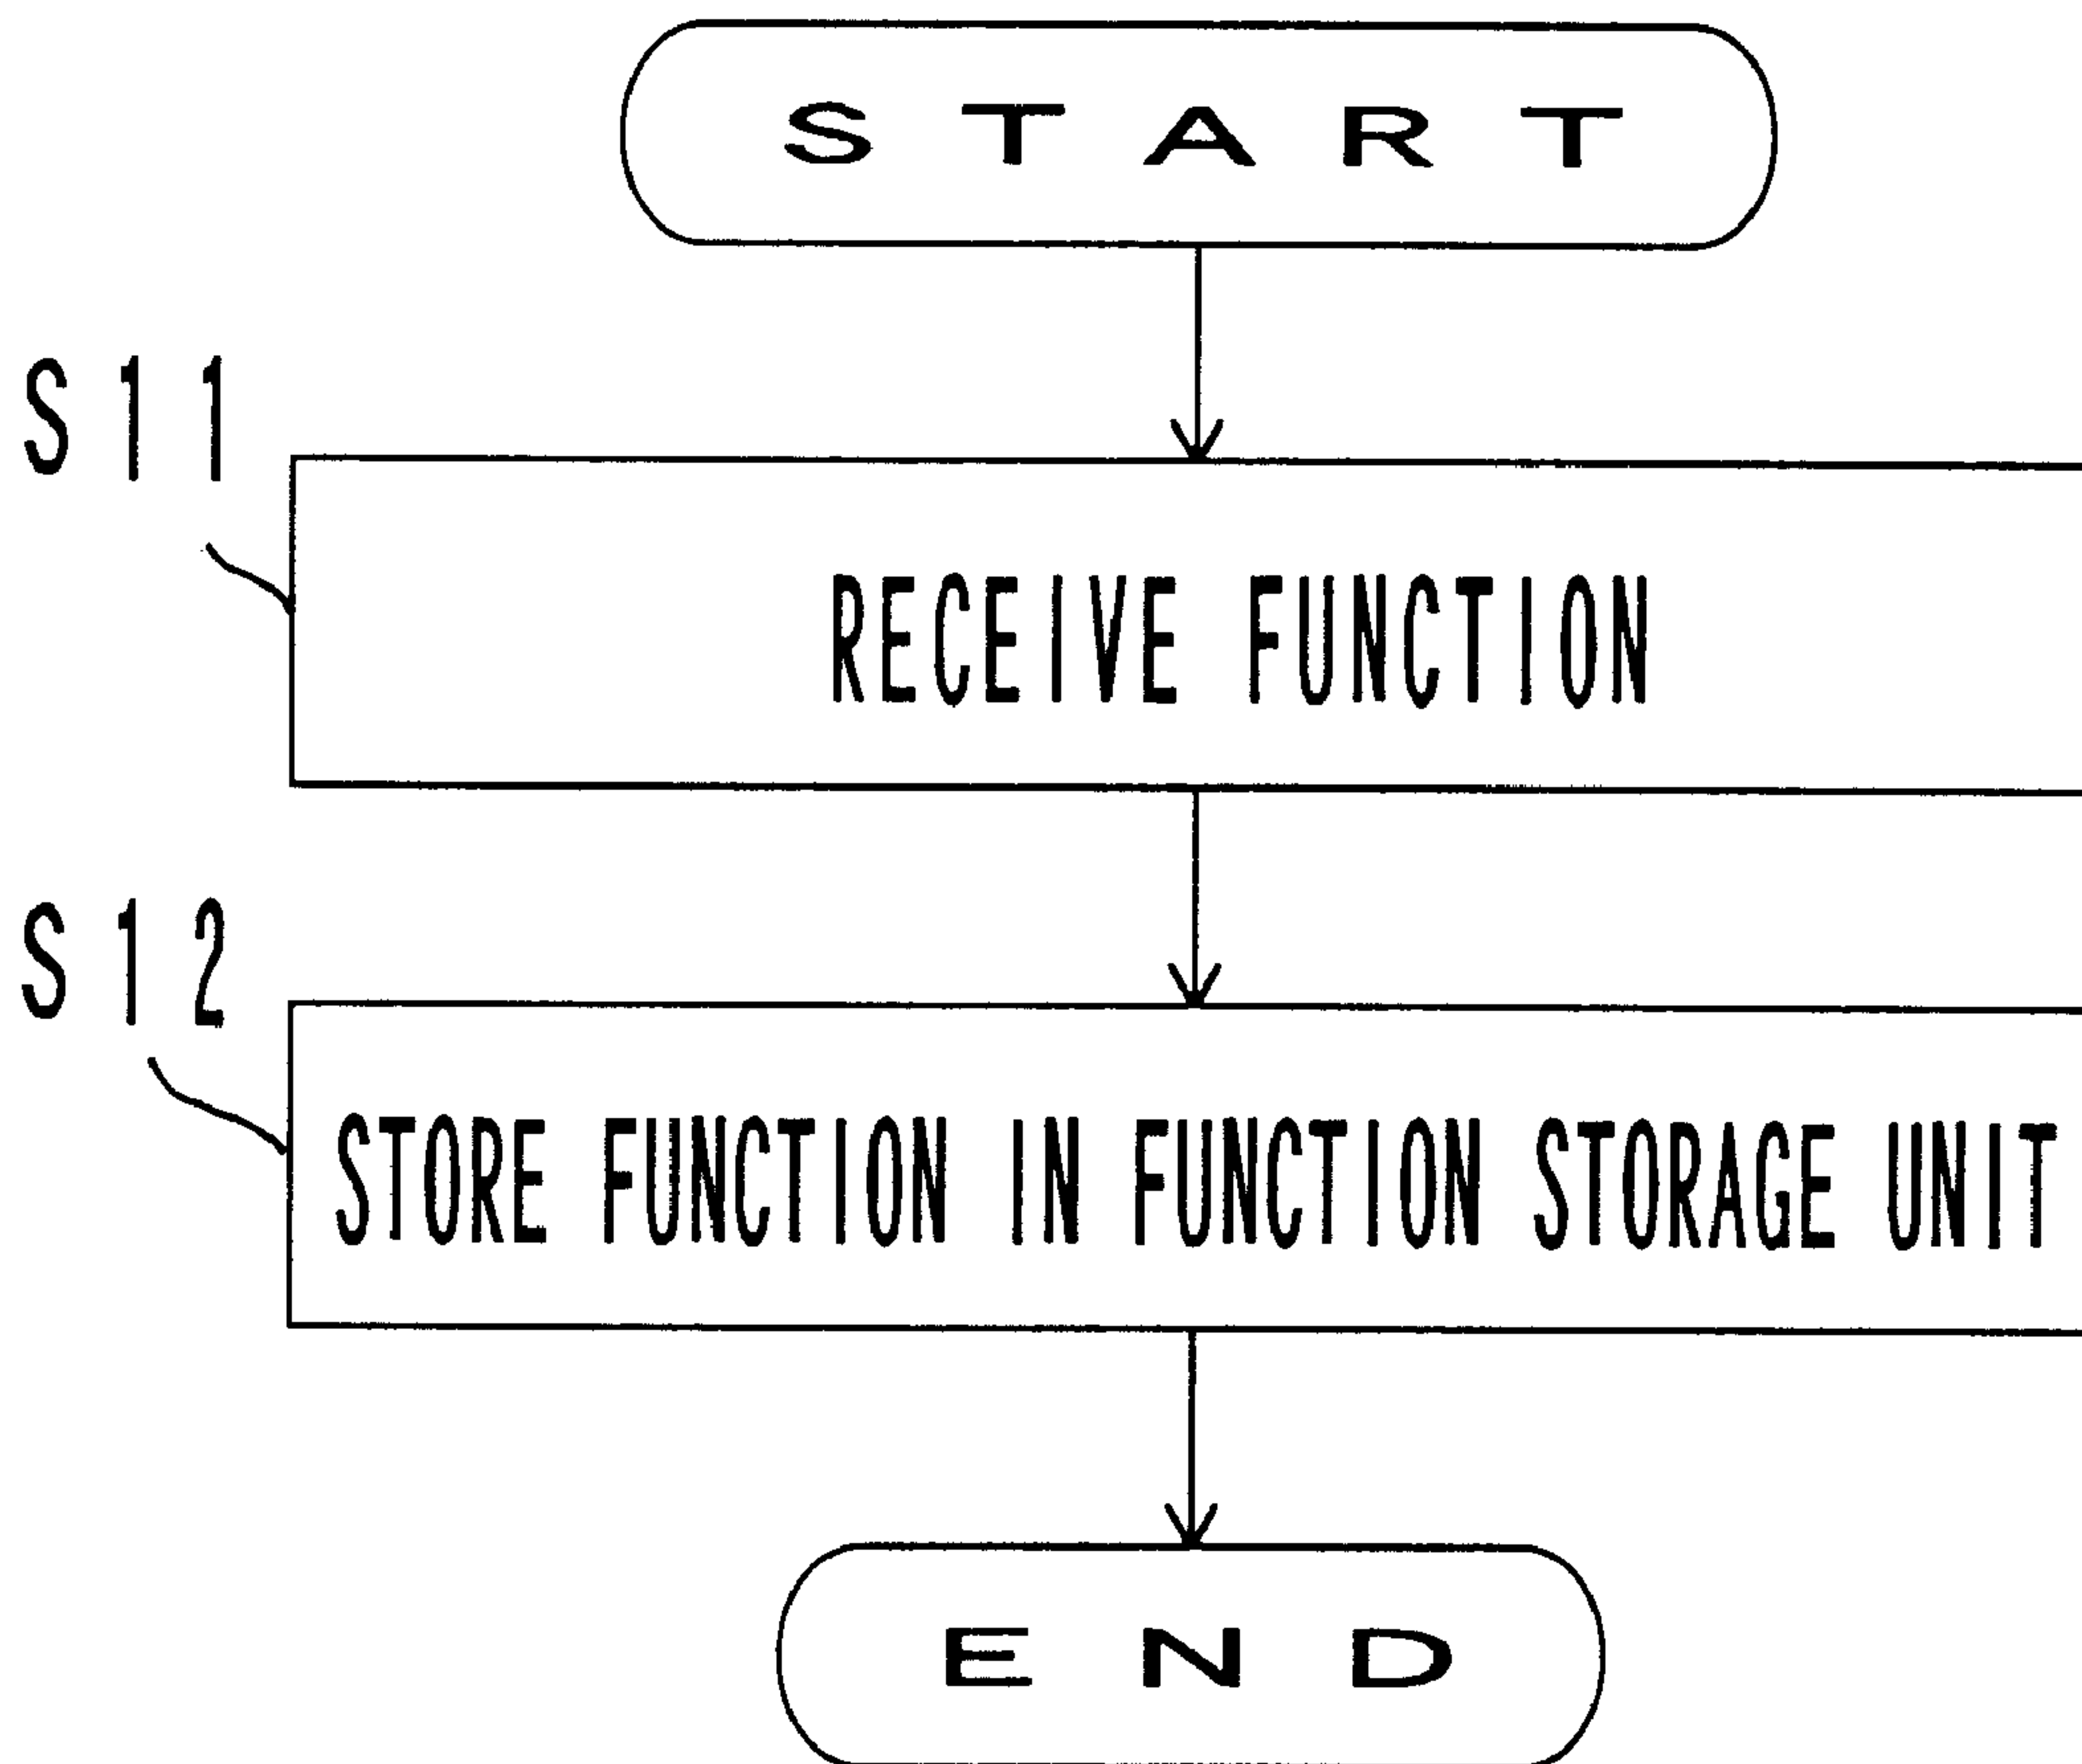 START
S11
RECEIVE FUNCTION
S12
STORE FUNCTION IN FUNCTION STORAGE UNIT
END